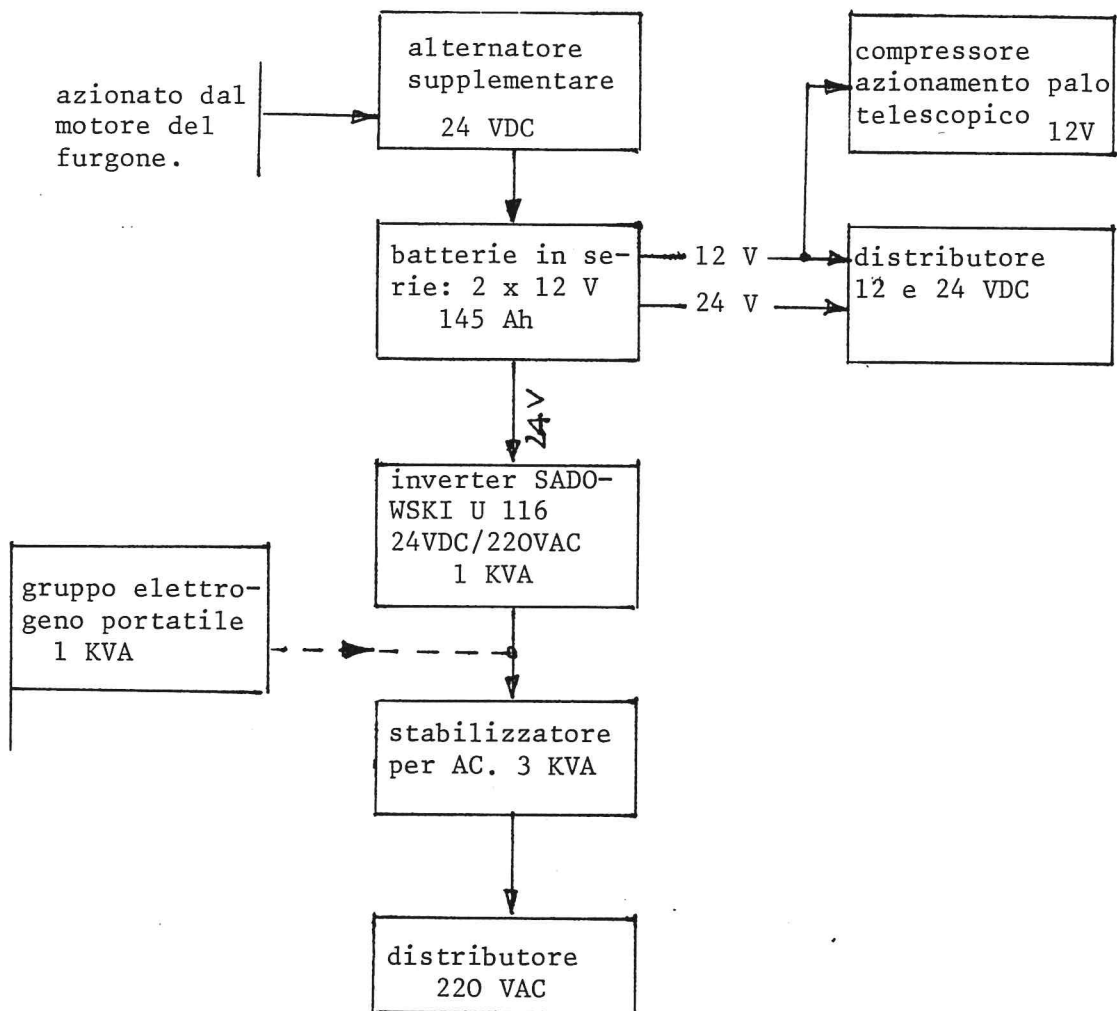 alternatore
supplementare
24 VDC
azionato dal
motore del
furgone.
compressore
azionamento palo
telescopico
12V
batterie in se-
rie: 2 x 12 V
145 Ah
12 V
24 V
distributore
12 e 24 VDC
24V
inverter SADO-
WSKI U 116
24VDC/220VAC
1 KVA
gruppo elettro-
geno portatile
1 KVA
stabilizzatore
per AC. 3 KVA
distributore
220 VAC